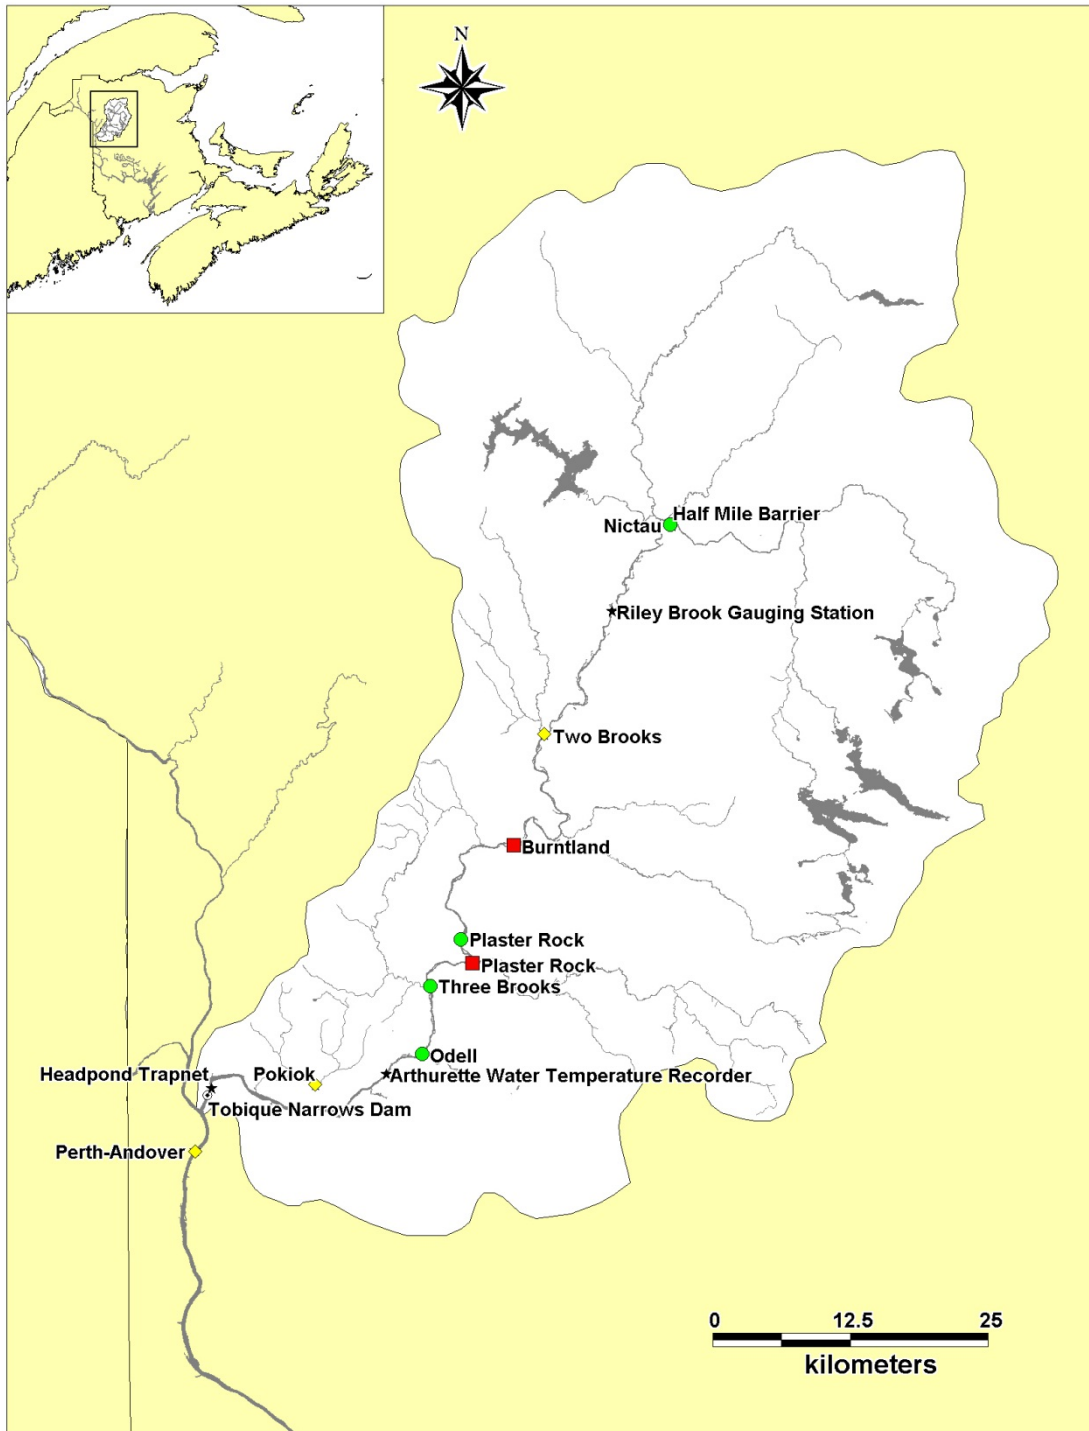 N
Half Mile Barrier
Nictau
Riley Brook Gauging Station
Two Brooks
Burntland
Plaster Rock
Plaster Rock
Three Brooks
Odell
Headpond Trapnet
Pokiok
Arthurette Water Temperature Recorder
Tobique Narrows Dam
Perth-Andover
0 12.5 25
kilometers